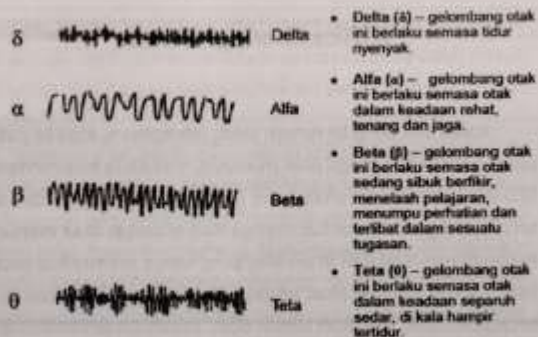 δ Delta
• Delta (δ) – gelombang otak
ini berlaku semasa tidur
nyenyak.
α Alfa
• Alfa (α) – gelombang otak
ini berlaku semasa otak
dalam keadaan rehat,
tenang dan jaga.
β Beta
• Beta (β) – gelombang otak
ini berlaku semasa otak
sedang sibuk berfikir,
menelaah pelajaran,
menumpu perhatian dan
terlibat dalam sesuatu
tugasan.
θ Teta
• Teta (θ) – gelombang otak
ini berlaku semasa otak
dalam keadaan separuh
sedar, di kala hampir
tertidur.